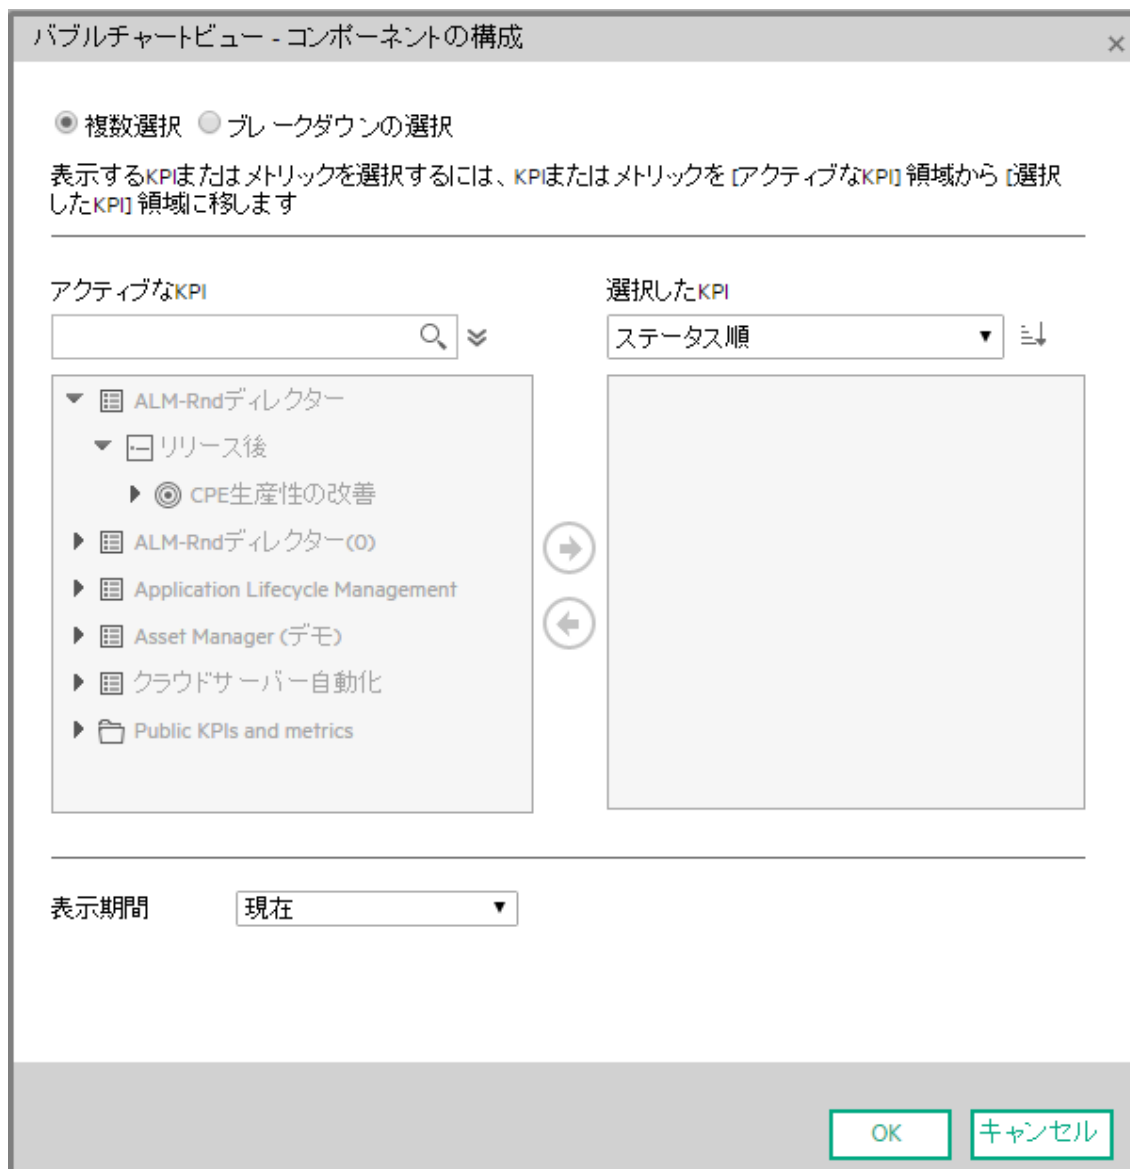 バブルチャートビュー - コンポーネントの構成
複数選択 ブレークダウンの選択
表示するKPIまたはメトリックを選択するには、KPIまたはメトリックを [アクティブなKPI] 領域から [選択
したKPI] 領域に移します
アクティブなKPI
選択したKPI
ステータス順
ALM-Rndディレクター
リリース後
CPE生産性の改善
ALM-Rndディレクター(0)
Application Lifecycle Management
Asset Manager (デモ)
クラウドサーバー自動化
Public KPIs and metrics
表示期間 現在
OK キャンセル